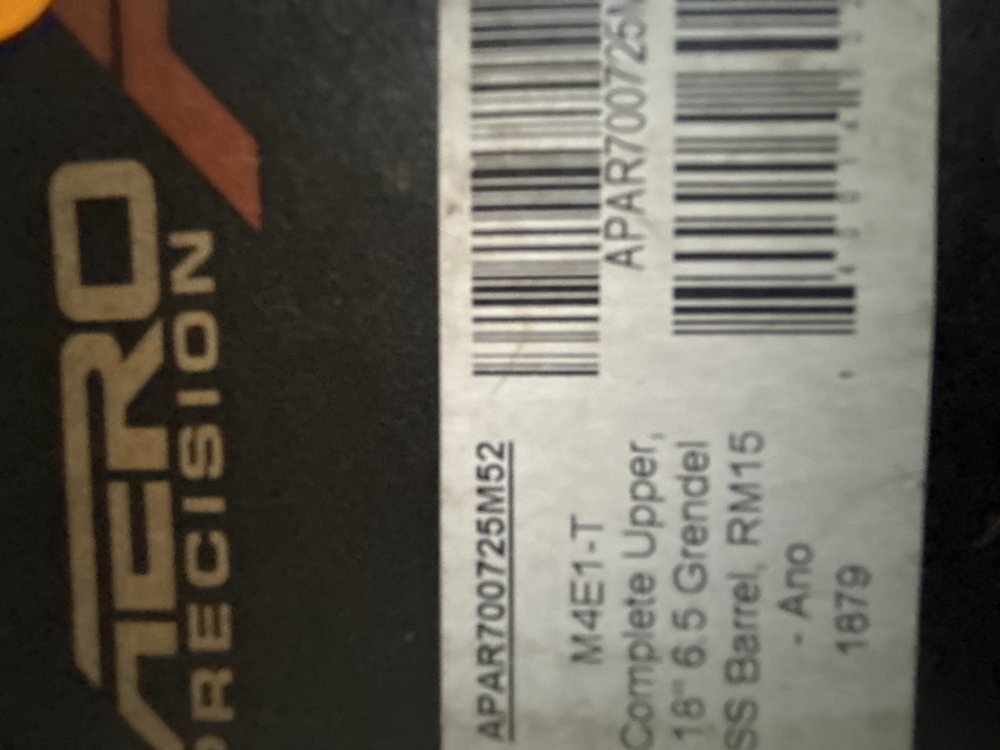 AERO
PRECISION
APAR700725M52
M4E1-T
Complete Upper,
18" 6.5 Grendel
SS Barrel, RM15
- Ano
1879
APAR700725